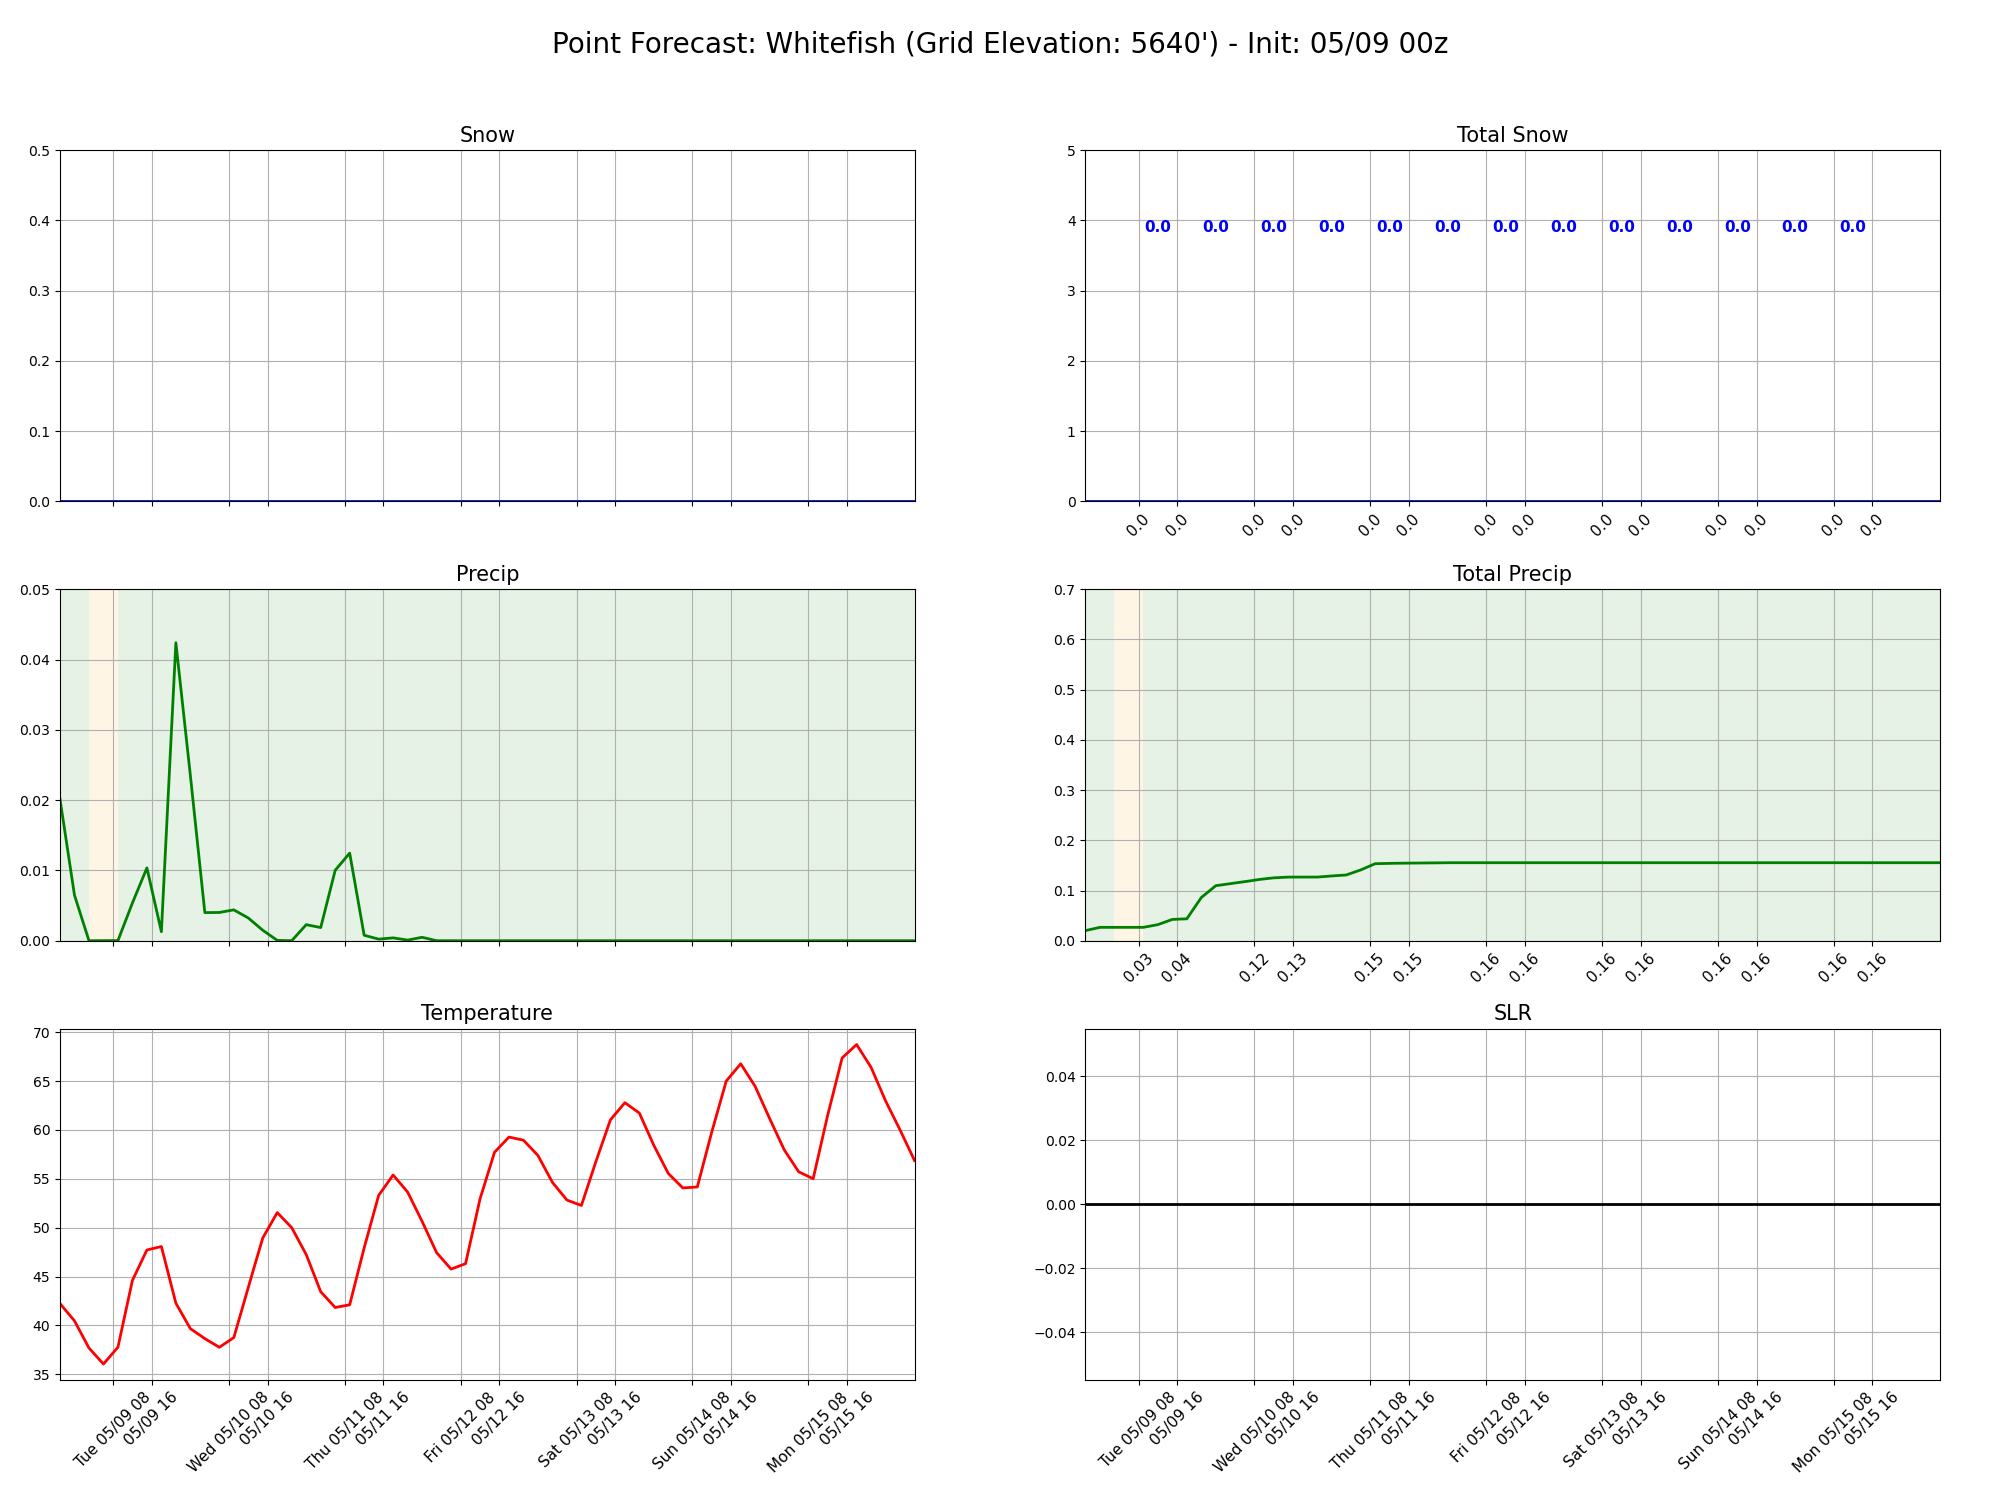 Point Forecast: Whitefish (Grid Elevation: 5640') - Init: 05/09 00z
Snow
0.5
0.4
0.3
0.2
0.1
0.0
Total Snow
5
4
3
2
1
0
0.0 0.0 0.0 0.0 0.0 0.0 0.0 0.0 0.0 0.0 0.0 0.0 0.0
0.0 0.0 0.0 0.0 0.0 0.0 0.0 0.0 0.0 0.0 0.0 0.0 0.0 0.0
Precip
0.05
0.04
0.03
0.02
0.01
0.00
Total Precip
0.7
0.6
0.5
0.4
0.3
0.2
0.1
0.0
0.03 0.04 0.12 0.13 0.15 0.15 0.16 0.16 0.16 0.16 0.16 0.16 0.16 0.16
Temperature
70
65
60
55
50
45
40
35
Tue 05/09 08
05/09 16
Wed 05/10 08
05/10 16
Thu 05/11 08
05/11 16
Fri 05/12 08
05/12 16
Sat 05/13 08
05/13 16
Sun 05/14 08
05/14 16
Mon 05/15 08
05/15 16
SLR
0.04
0.02
0.00
−0.02
−0.04
Tue 05/09 08
05/09 16
Wed 05/10 08
05/10 16
Thu 05/11 08
05/11 16
Fri 05/12 08
05/12 16
Sat 05/13 08
05/13 16
Sun 05/14 08
05/14 16
Mon 05/15 08
05/15 16